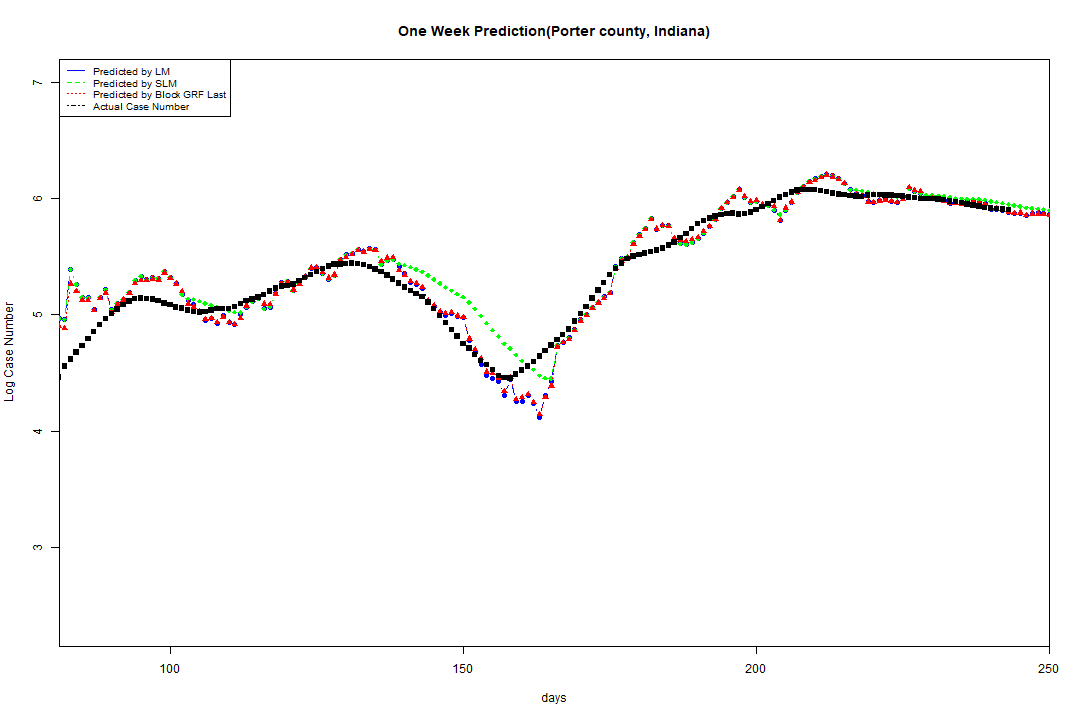 One Week Prediction(Porter county, Indiana)
Predicted by LM
Predicted by SLM
Predicted by Block GRF Last
Actual Case Number
7
6
5
4
3
Log Case Number
100 150 200 250
days